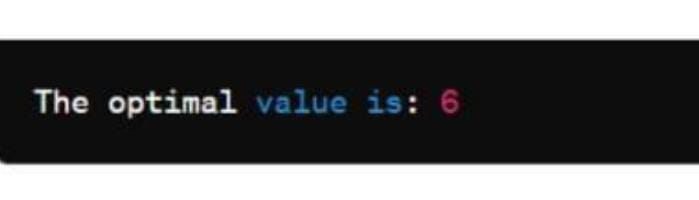 The optimal value is: 6